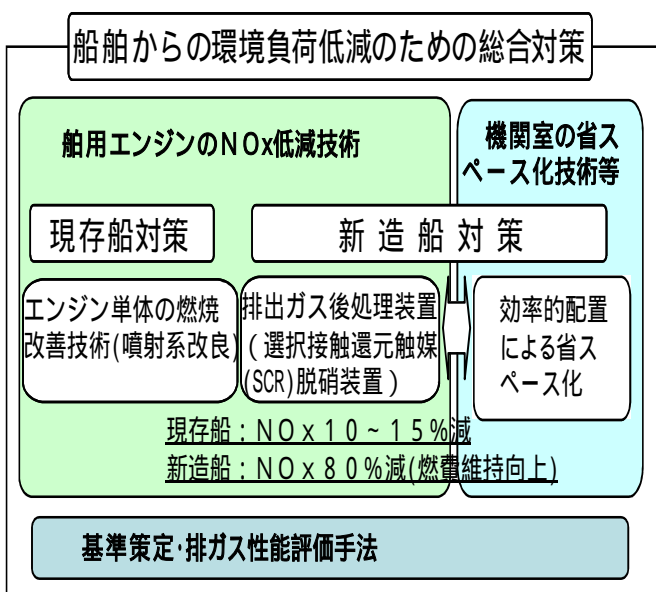 船舶からの環境負荷低減のための総合対策
舶用エンジンのＮＯx低減技術
機関室の省ス
ペース化技術等
現存船対策
新 造 船 対 策
エンジン単体の燃焼
改善技術(噴射系改良)
排出ガス後処理装置
（選択接触還元触媒
(SCR)脱硝装置）
効率的配置
による省ス
ペース化
現存船：ＮＯｘ１０～１５％減
新造船：ＮＯｘ８０％減(燃費維持向上)
基準策定･排ガス性能評価手法